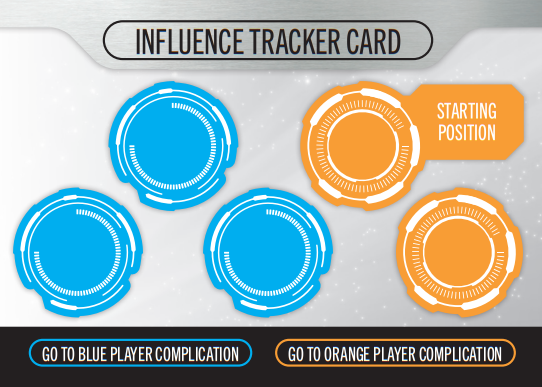 INFLUENCE TRACKER CARD
STARTING
POSITION
GO TO BLUE PLAYER COMPLICATION
GO TO ORANGE PLAYER COMPLICATION